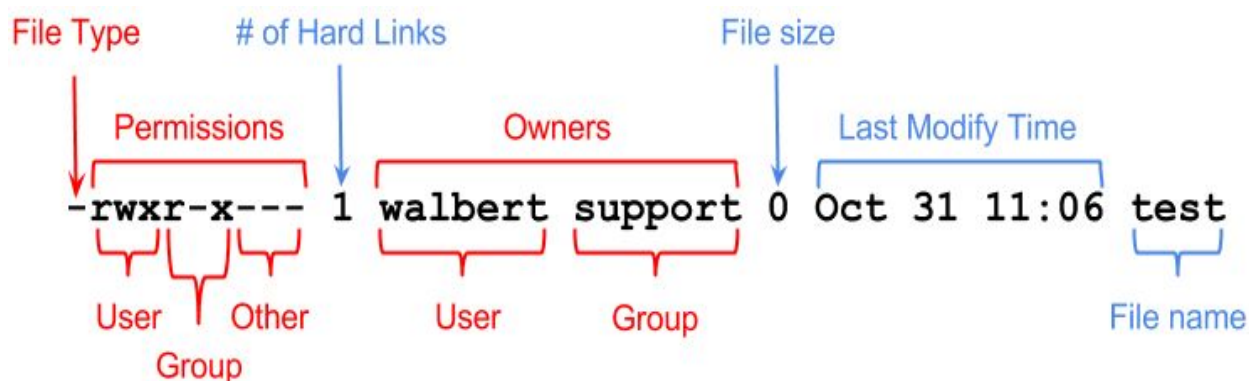 File Type # of Hard Links File size
Permissions Owners Last Modify Time
-rwxr-x--- 1 walbert support 0 Oct 31 11:06 test
User Other User Group File name
Group